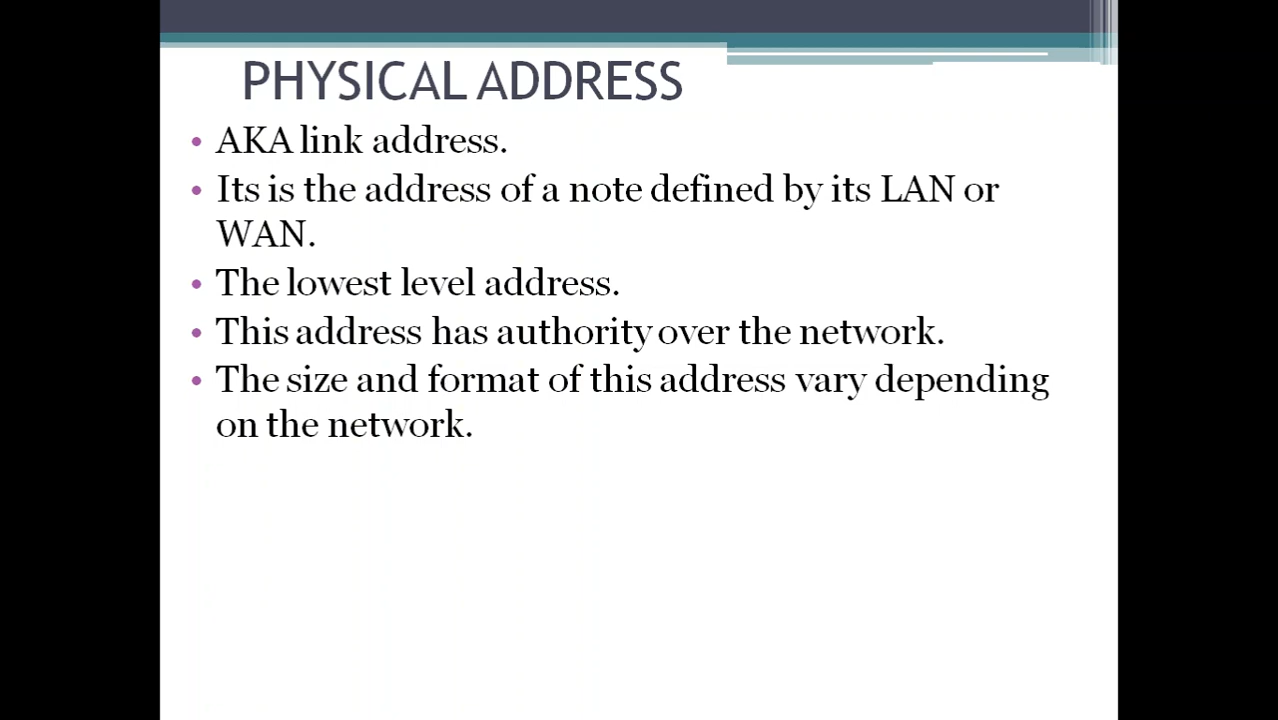 PHYSICAL ADDRESS
• AKA link address.
• Its is the address of a note defined by its LAN or
WAN.
• The lowest level address.
• This address has authority over the network.
• The size and format of this address vary depending
on the network.